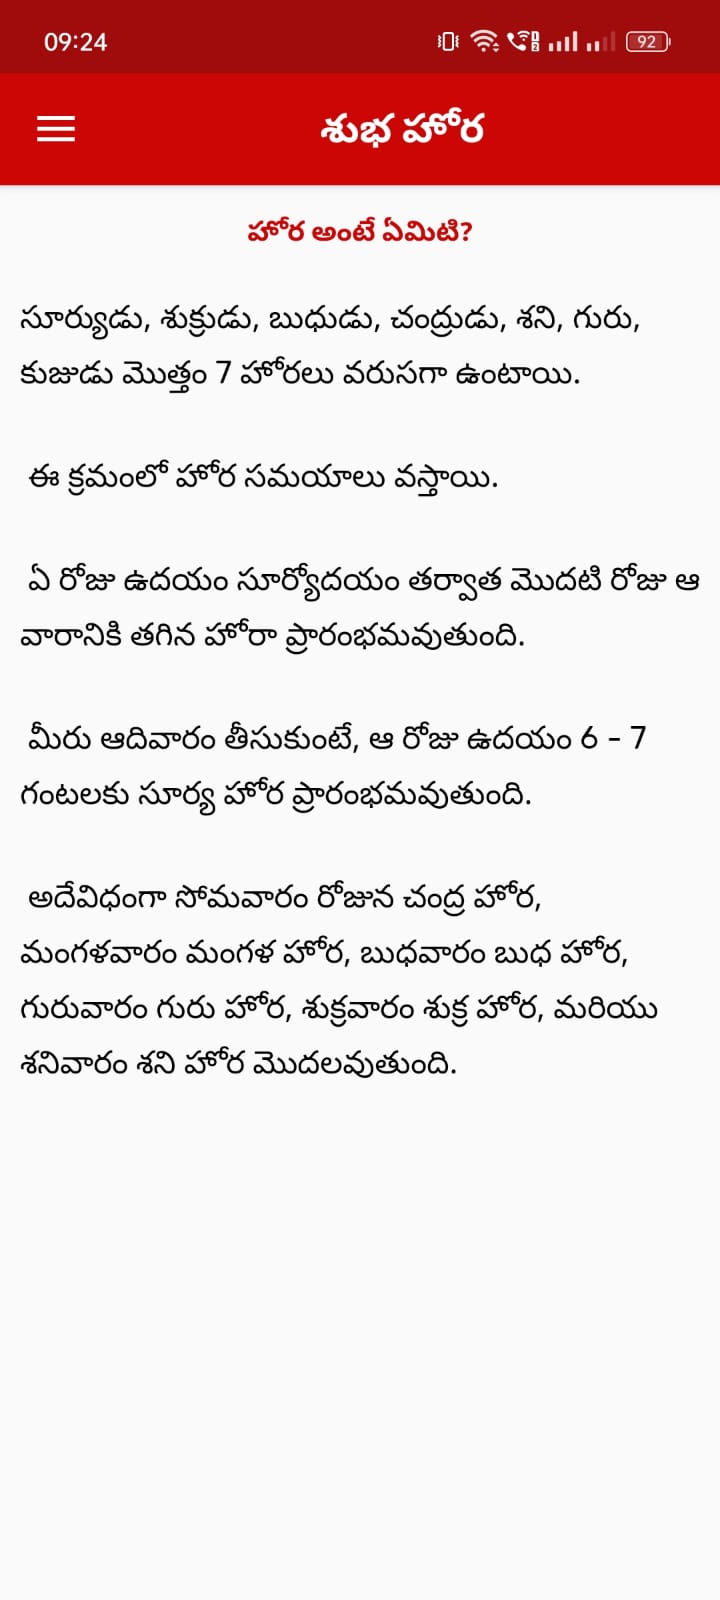 09:24
92
శుభ హోర
హోర అంటే ఏమిటి?
సూర్యుడు, శుక్రుడు, బుధుడు, చంద్రుడు, శని, గురు,
కుజుడు మొత్తం 7 హోరలు వరుసగా ఉంటాయి.
ఈ క్రమంలో హోర సమయాలు వస్తాయి.
ఏ రోజు ఉదయం సూర్యోదయం తర్వాత మొదటి రోజు ఆ
వారానికి తగిన హోరా ప్రారంభమవుతుంది.
మీరు ఆదివారం తీసుకుంటే, ఆ రోజు ఉదయం 6 - 7
గంటలకు సూర్య హోర ప్రారంభమవుతుంది.
అదేవిధంగా సోమవారం రోజున చంద్ర హోర,
మంగళవారం మంగళ హోర, బుధవారం బుధ హోర,
గురువారం గురు హోర, శుక్రవారం శుక్ర హోర, మరియు
శనివారం శని హోర మొదలవుతుంది.